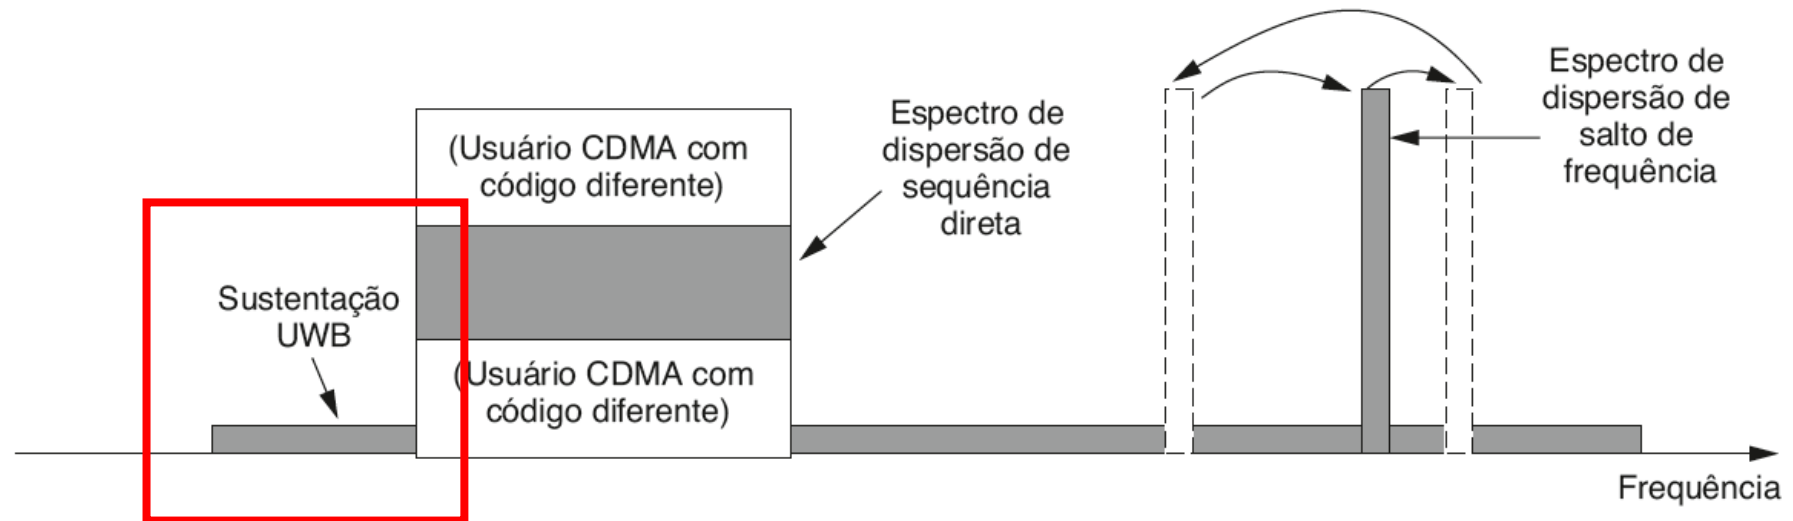 (Usuário CDMA com
código diferente)
Espectro de
dispersão de
sequência
direta
Espectro de
dispersão de
salto de
frequência
Sustentação
UWB
(Usuário CDMA com
código diferente)
Frequência